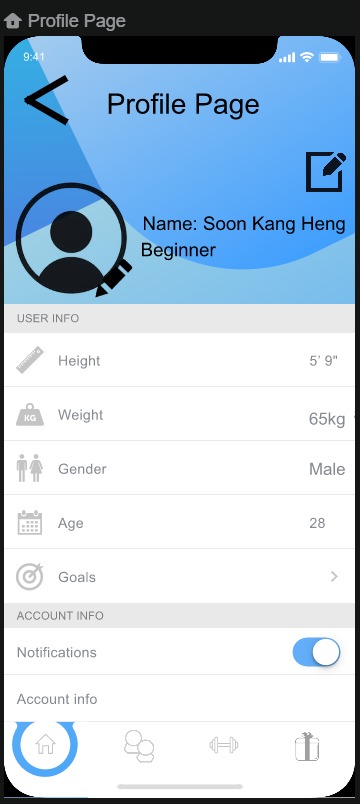 Profile Page
9:41
Profile Page
Name: Soon Kang Heng
Beginner
USER INFO
Height 5' 9"
KG Weight 65kg
Gender Male
Age 28
Goals
ACCOUNT INFO
Notifications
Account info